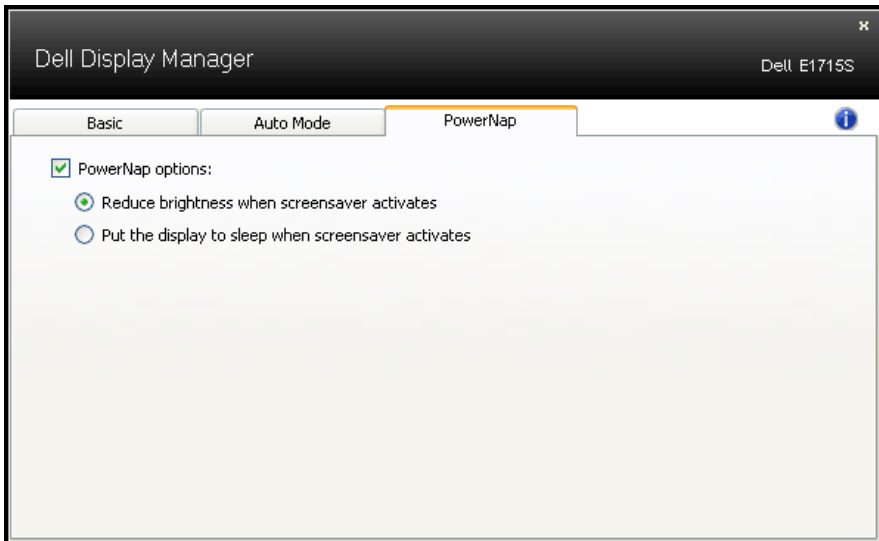 Dell Display Manager
Dell E1715S
Basic
Auto Mode
PowerNap
PowerNap options:
Reduce brightness when screensaver activates
Put the display to sleep when screensaver activates